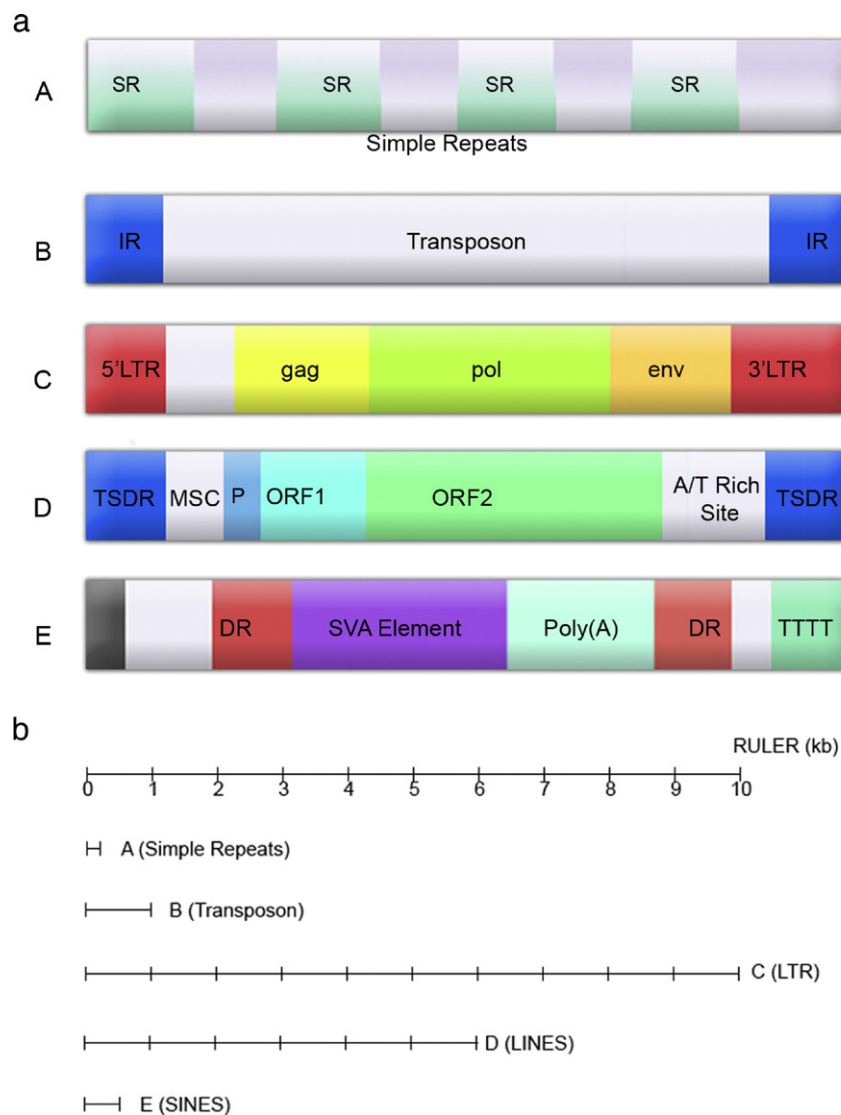 a
A SR SR SR SR
Simple Repeats
B IR Transposon IR
C 5'LTR gag pol env 3'LTR
D TSDR MSC P ORF1 ORF2 A/T Rich Site TSDR
E DR SVA Element Poly(A) DR TTTT
b
RULER (kb)
0 1 2 3 4 5 6 7 8 9 10
A (Simple Repeats)
B (Transposon)
C (LTR)
D (LINES)
E (SINES)